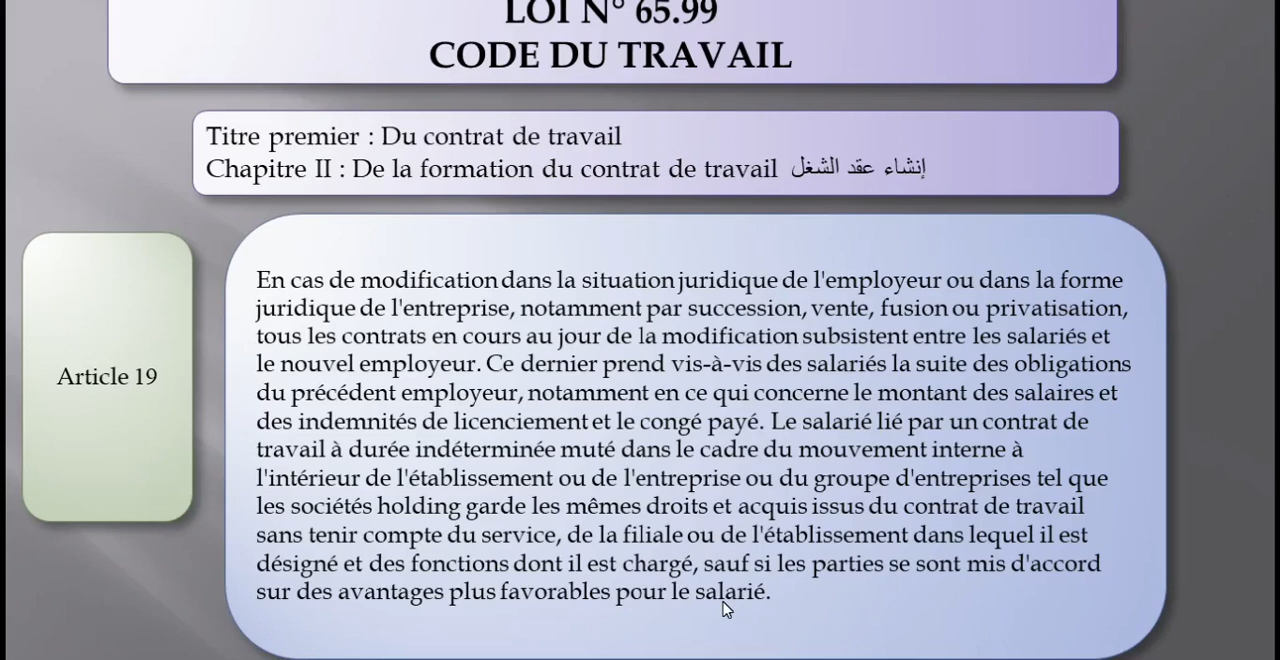 LOI N° 65.99
CODE DU TRAVAIL
Titre premier : Du contrat de travail
Chapitre II : De la formation du contrat de travail إنشاء عقد الشغل
Article 19
En cas de modification dans la situation juridique de l'employeur ou dans la forme
juridique de l'entreprise, notamment par succession, vente, fusion ou privatisation,
tous les contrats en cours au jour de la modification subsistent entre les salariés et
le nouvel employeur. Ce dernier prend vis-à-vis des salariés la suite des obligations
du précédent employeur, notamment en ce qui concerne le montant des salaires et
des indemnités de licenciement et le congé payé. Le salarié lié par un contrat de
travail à durée indéterminée muté dans le cadre du mouvement interne à
l'intérieur de l'établissement ou de l'entreprise ou du groupe d'entreprises tel que
les sociétés holding garde les mêmes droits et acquis issus du contrat de travail
sans tenir compte du service, de la filiale ou de l'établissement dans lequel il est
désigné et des fonctions dont il est chargé, sauf si les parties se sont mis d'accord
sur des avantages plus favorables pour le salarié.